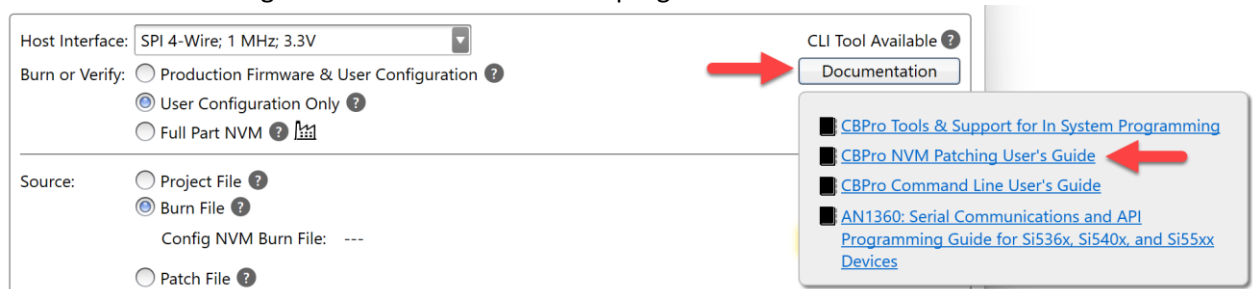 Host Interface: SPI 4-Wire; 1 MHz; 3.3V
CLI Tool Available ?
Burn or Verify: Production Firmware & User Configuration ?
Documentation
User Configuration Only ?
Full Part NVM ?
CBPro Tools & Support for In System Programming
CBPro NVM Patching User's Guide
CBPro Command Line User's Guide
AN1360: Serial Communications and API
Programming Guide for Si536x, Si540x, and Si55xx
Devices
Source: Project File ?
Burn File ?
Config NVM Burn File: ---
Patch File ?